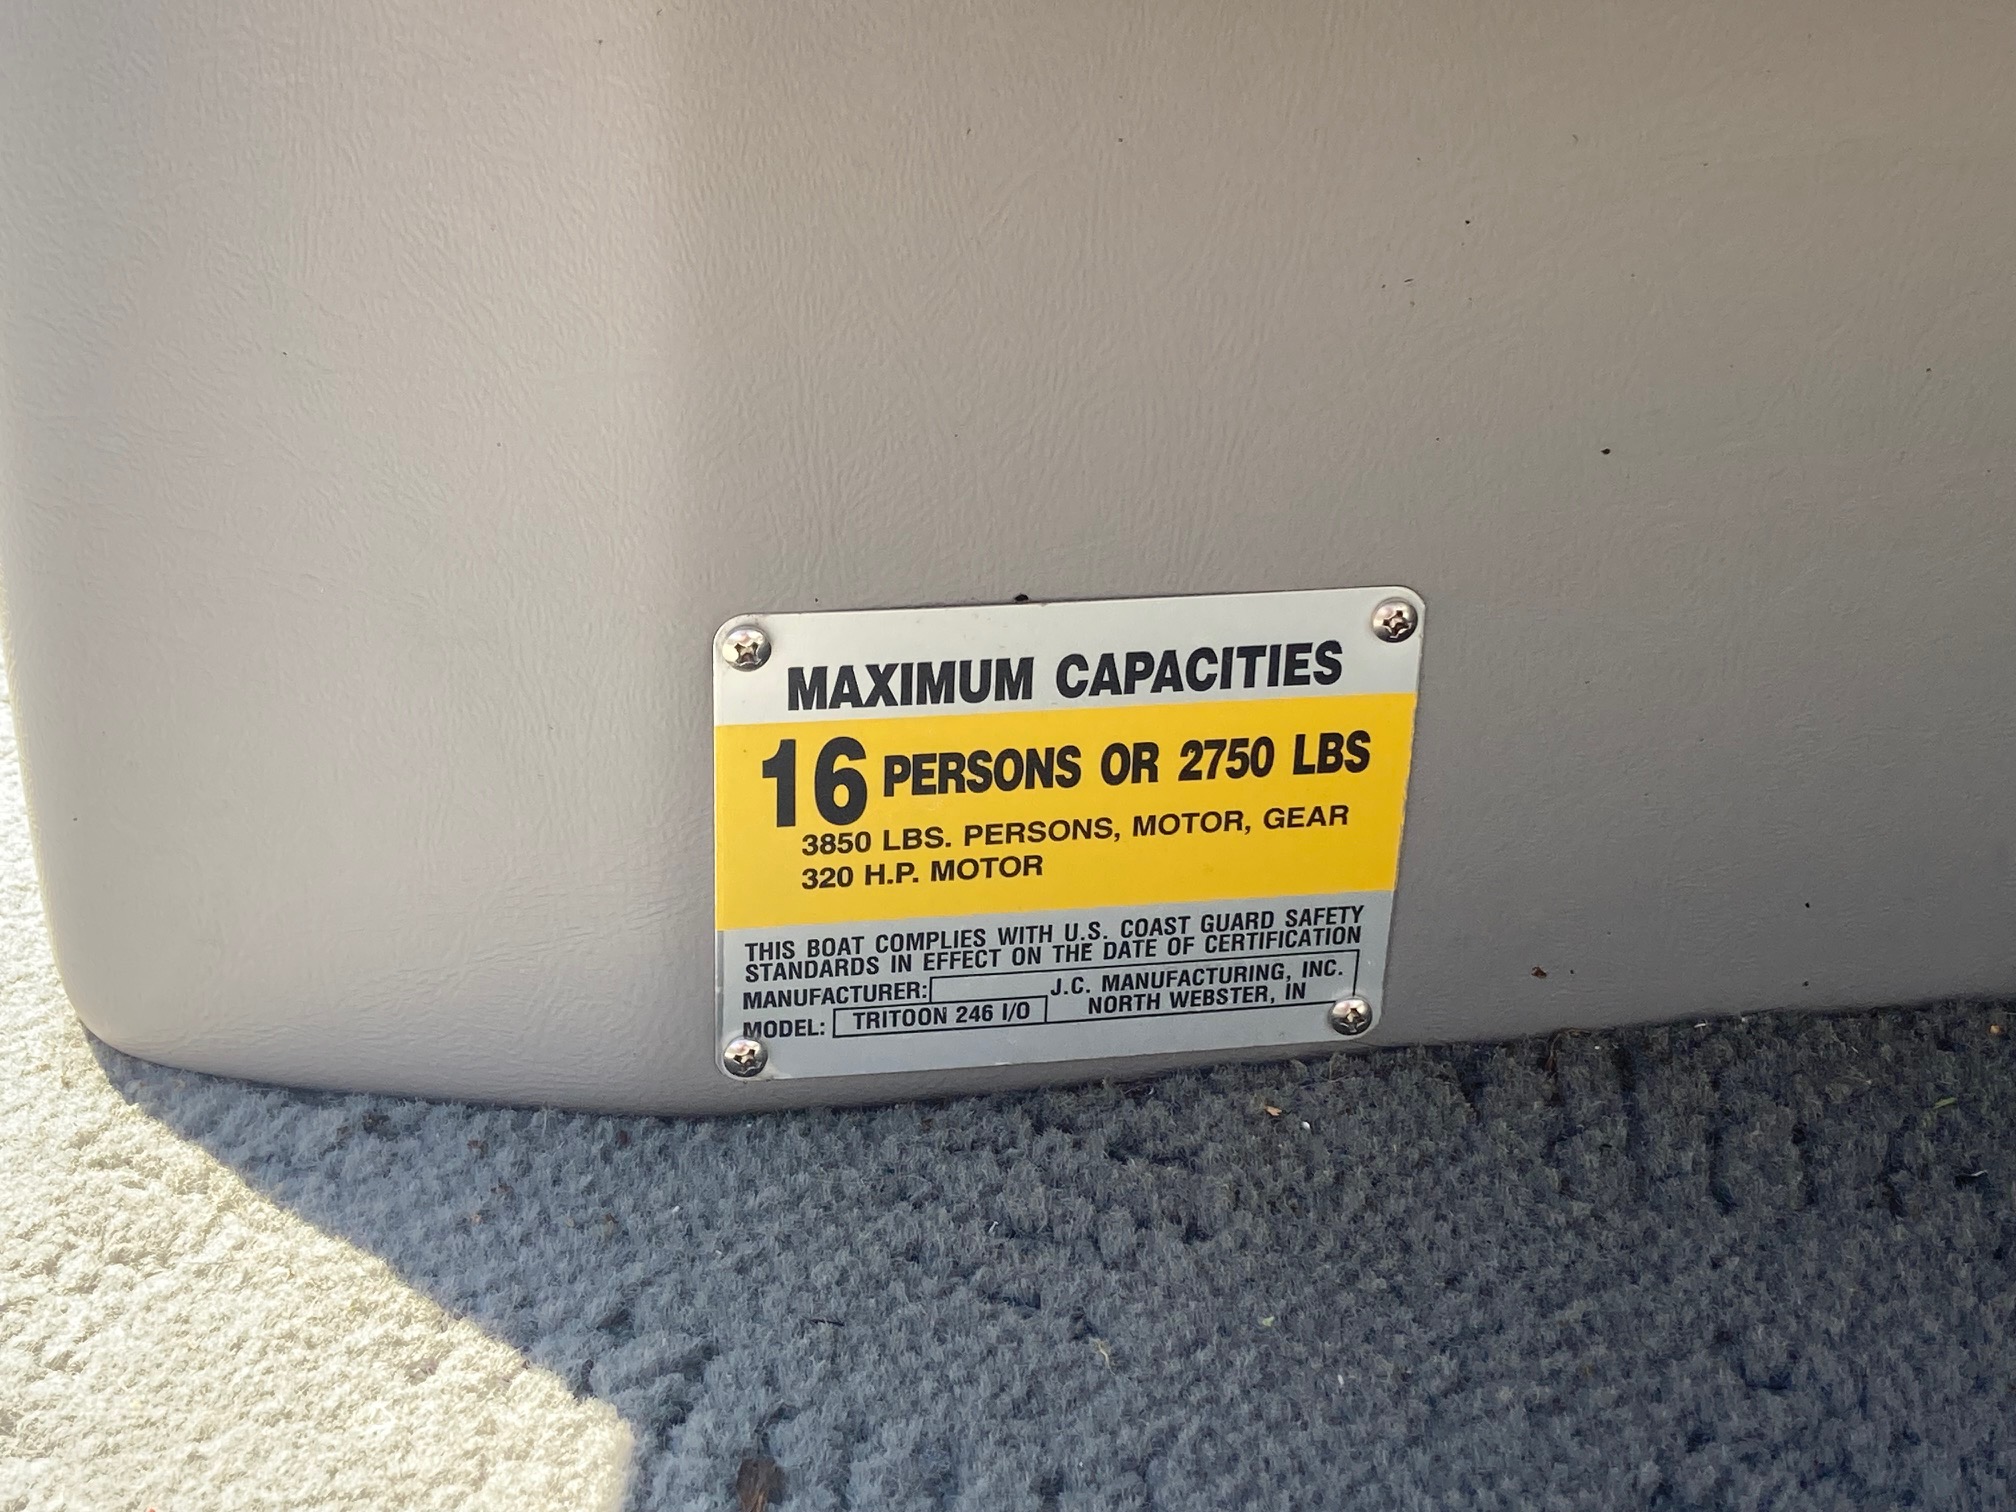 MAXIMUM CAPACITIES
16 PERSONS OR 2750 LBS
3850 LBS. PERSONS, MOTOR, GEAR
320 H.P. MOTOR
THIS BOAT COMPLIES WITH U.S. COAST GUARD SAFETY
STANDARDS IN EFFECT ON THE DATE OF CERTIFICATION
MANUFACTURER: J.C. MANUFACTURING, INC.
NORTH WEBSTER, IN
MODEL: TRITOON 246 I/O